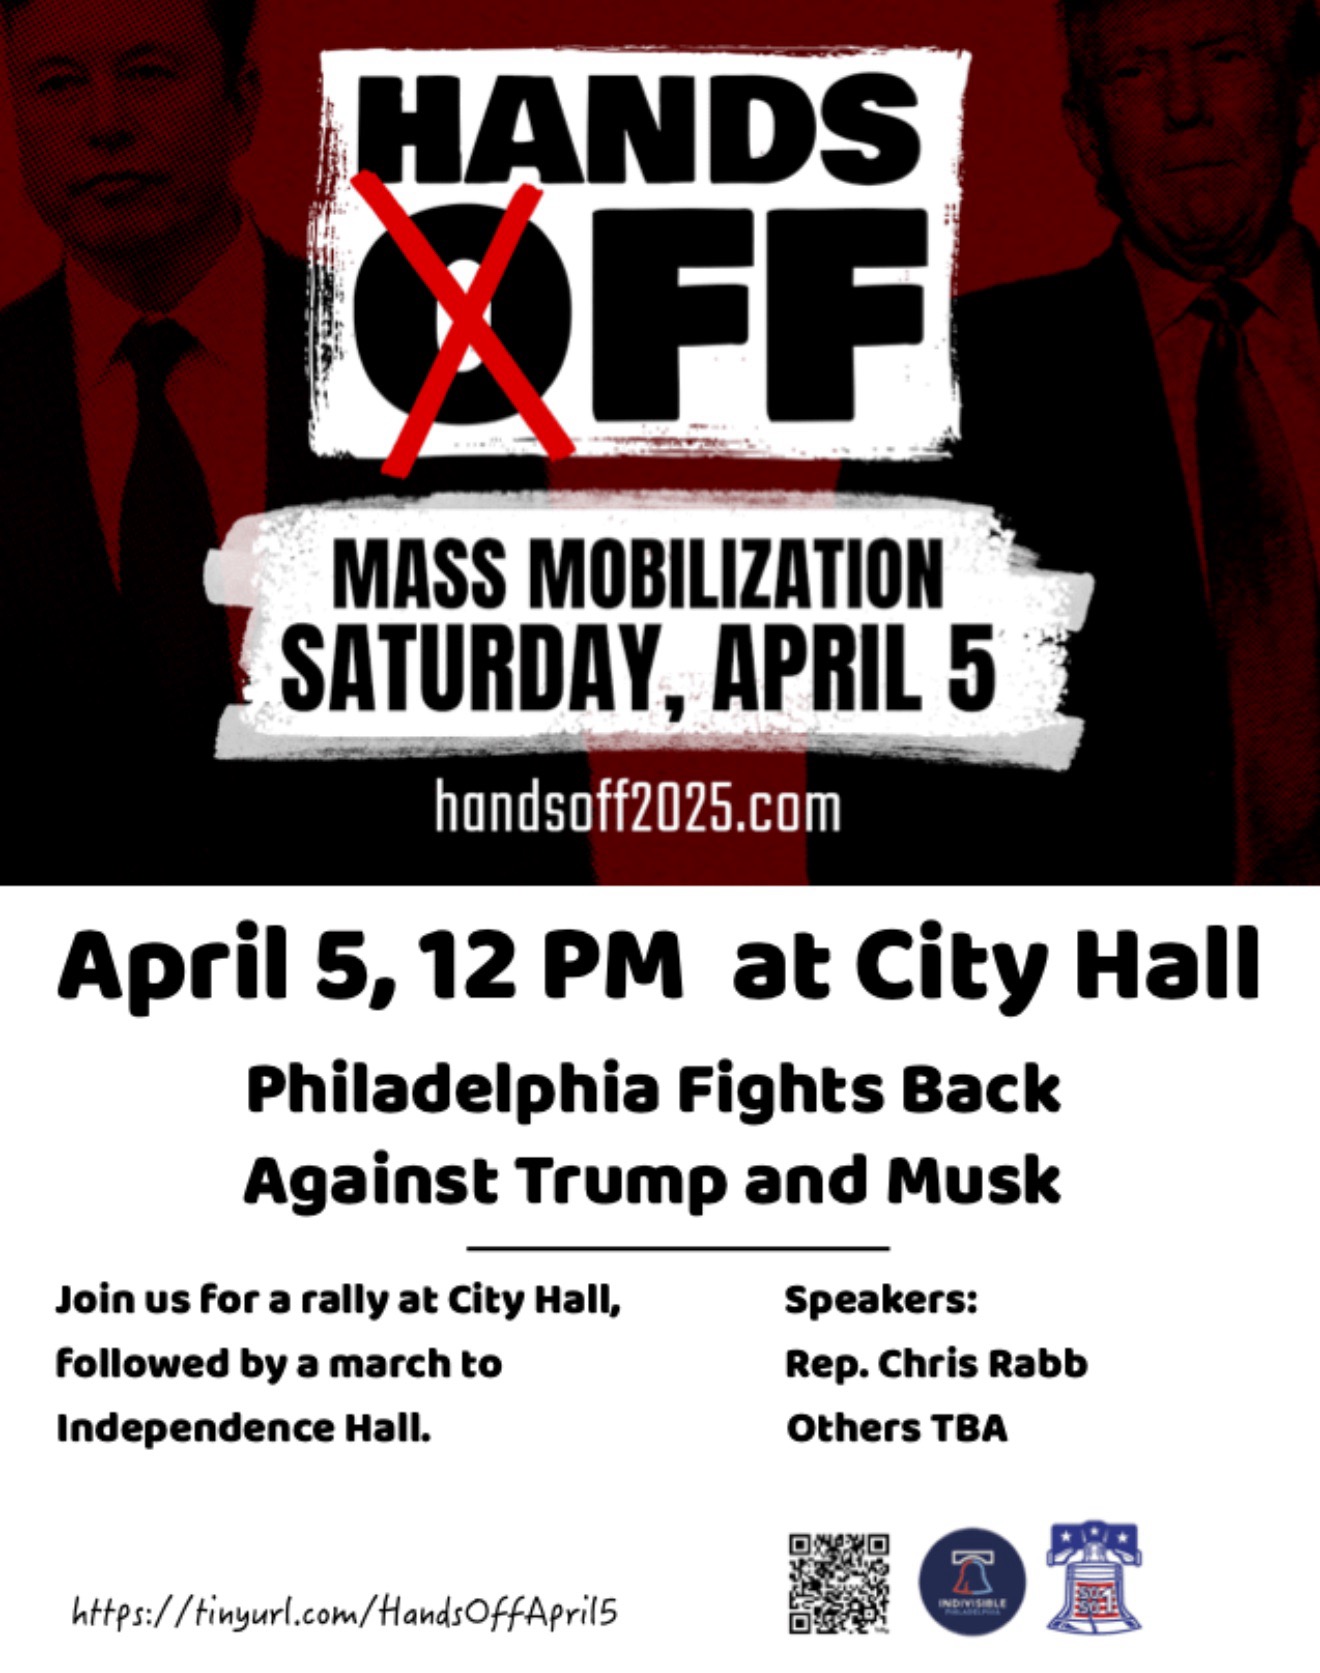 HANDS
OFF
MASS MOBILIZATION
SATURDAY, APRIL 5
handsoff2025.com
April 5, 12 PM at City Hall
Philadelphia Fights Back
Against Trump and Musk
Join us for a rally at City Hall,
followed by a march to
Independence Hall.
Speakers:
Rep. Chris Rabb
Others TBA
https://tinyurl.com/HandsOffApril5
INDIVISIBLE
PHILADELPHIA